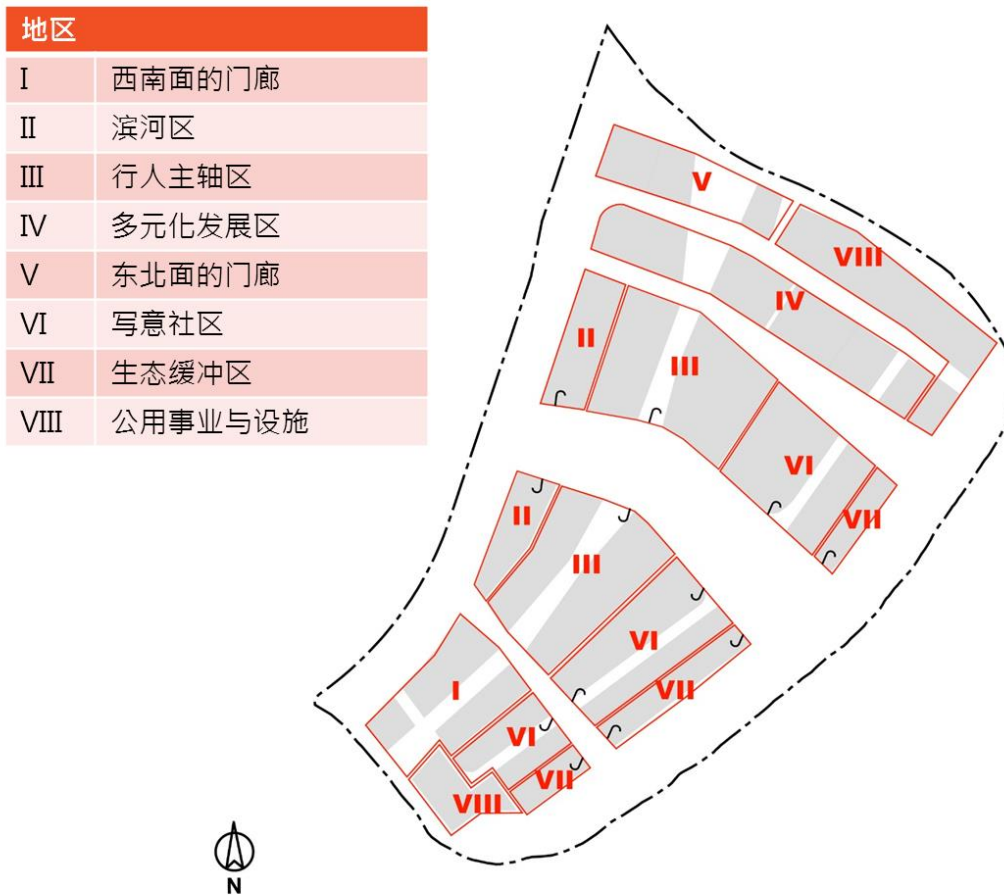 地区
I 西南面的门廊
II 滨河区
III 行人主轴区
IV 多元化发展区
V 东北面的门廊
VI 写意社区
VII 生态缓冲区
VIII 公用事业与设施
V
VIII
IV
II
III
VI
VII
II
III
VI
VII
I
VI
VII
VIII
N